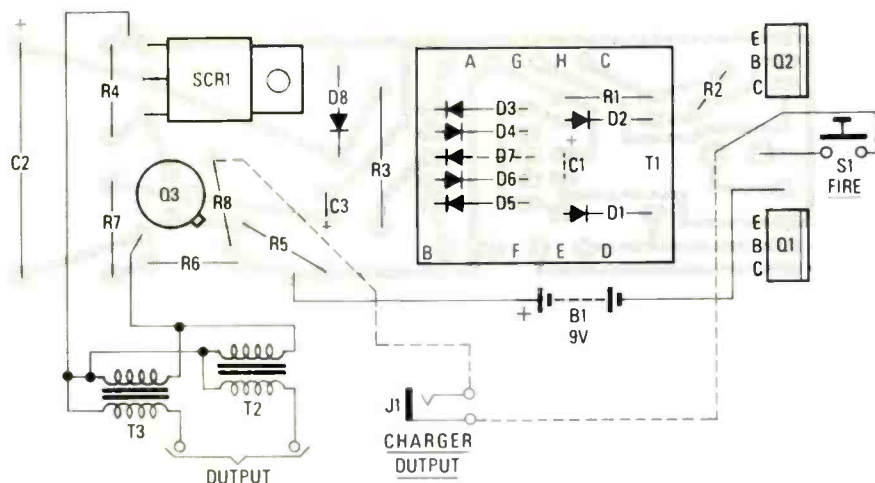 +
A G H C
E
B
C
Q2
SCR1
R4
D8
R1
R2
D3
D4
D7
D6
D5
D2
+
C1
T1
D1
C2
R3
S1
FIRE
Q3
R8
C3
+
R7
R5
R6
B F E D
E
B
C
Q1
+
B1
9V
T2
T3
J1
CHARGER
OUTPUT
OUTPUT